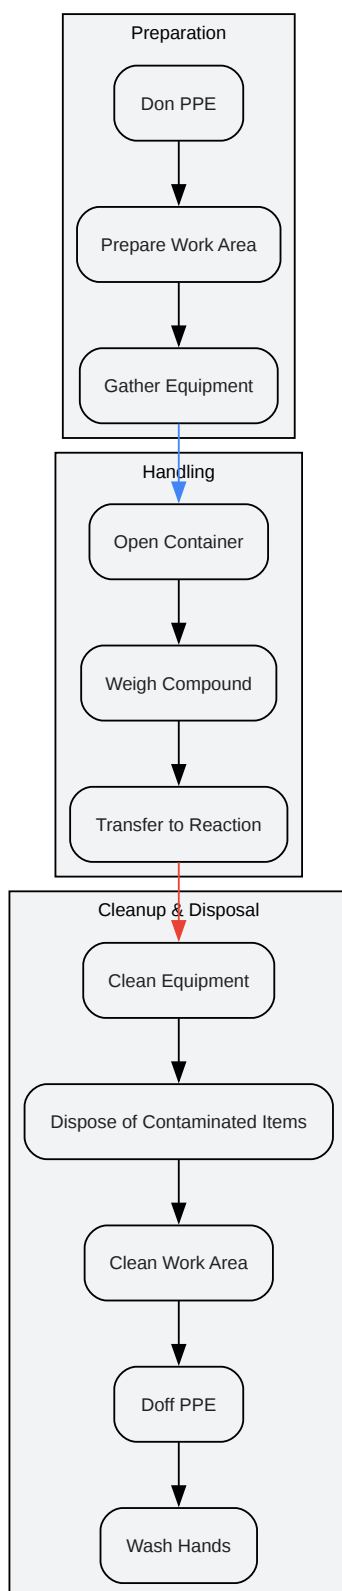 Preparation
Don PPE
Prepare Work Area
Gather Equipment
Handling
Open Container
Weigh Compound
Transfer to Reaction
Cleanup & Disposal
Clean Equipment
Dispose of Contaminated Items
Clean Work Area
Doff PPE
Wash Hands